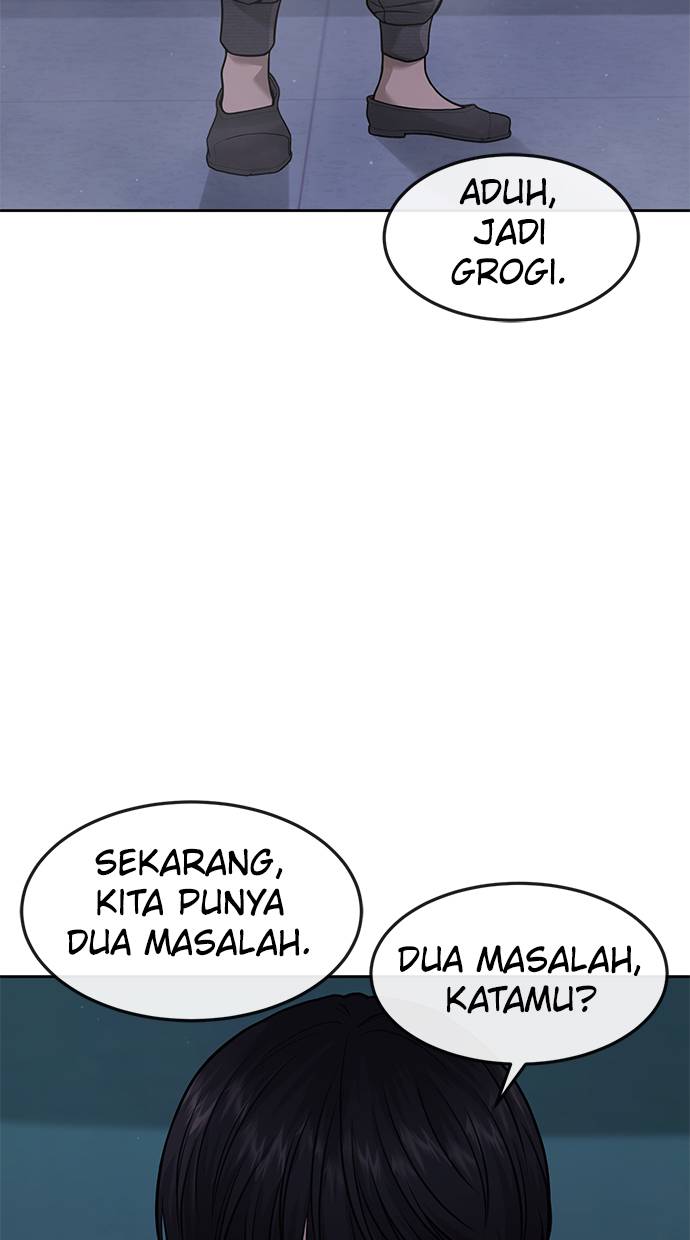 ADUH,
JADI
GROGI.
SEKARANG,
KITA PUNYA
DUA MASALAH.
DUA MASALAH,
KATAMU?